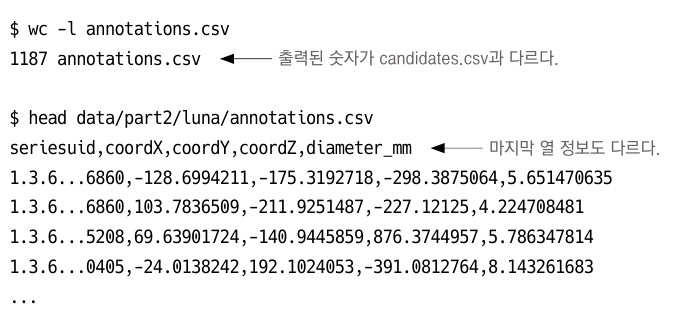 $ wc -l annotations.csv
1187 annotations.csv 출력된 숫자가 candidates.csv과 다르다.
$ head data/part2/luna/annotations.csv
seriesuid,coordX,coordY,coordZ,diameter_mm 마지막 열 정보도 다르다.
1.3.6...6860,-128.6994211,-175.3192718,-298.3875064,5.651470635
1.3.6...6860,103.7836509,-211.9251487,-227.12125,4.224708481
1.3.6...5208,69.63901724,-140.9445859,876.3744957,5.786347814
1.3.6...0405,-24.0138242,192.1024053,-391.0812764,8.143261683
...